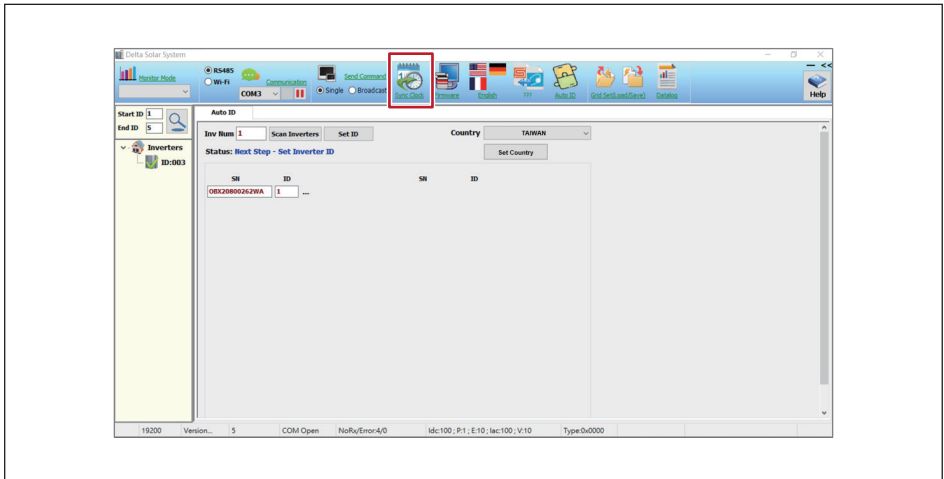 Delta Solar System
Monitor Mode
RS485
Wi-Fi
Communication
COM3
Send Command
Single Broadcast
Sync Clock
Firmware
English
Auto ID
Grid Set(Load/Save)
Datalog
<<
Help
Start ID 1
End ID 5
Inverters
ID:003
Auto ID
Inv Num 1 Scan Inverters Set ID Country TAIWAN
Status: Next Step - Set Inverter ID Set Country
SN ID SN ID
OBX20800262WA 1 ...
19200 Version... 5 COM Open NoRx/Error:4/0 Idc:100 ; P:1 ; E:10 ; Iac:100 ; V:10 Type:0x0000